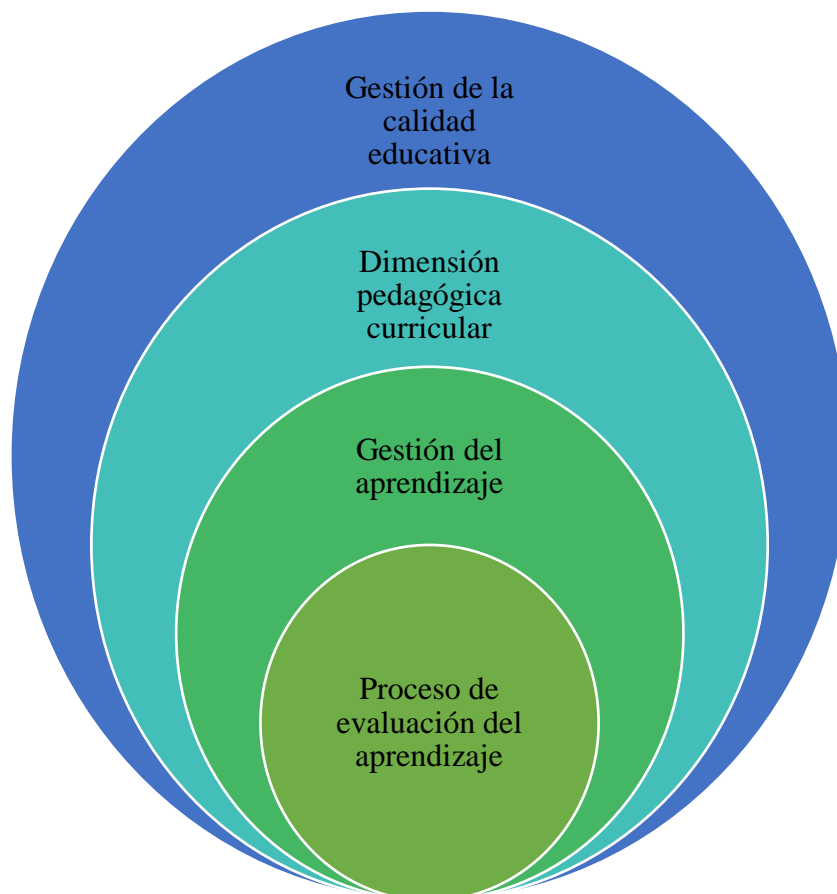 Gestión de la
calidad
educativa
Dimensión
pedagógica
curricular
Gestión del
aprendizaje
Proceso de
evaluación del
aprendizaje